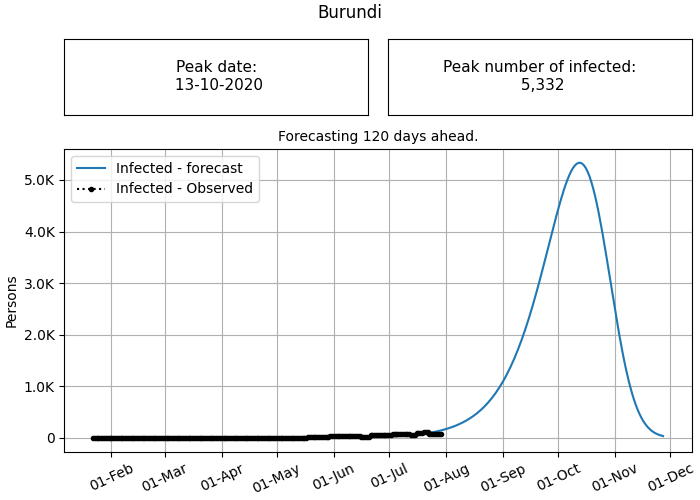 Burundi
Peak date:
13-10-2020
Peak number of infected:
5,332
Forecasting 120 days ahead.
Infected - forecast
Infected - Observed
5.0K
4.0K
3.0K
2.0K
1.0K
0
Persons
01-Feb
01-Mar
01-Apr
01-May
01-Jun
01-Jul
01-Aug
01-Sep
01-Oct
01-Nov
01-Dec